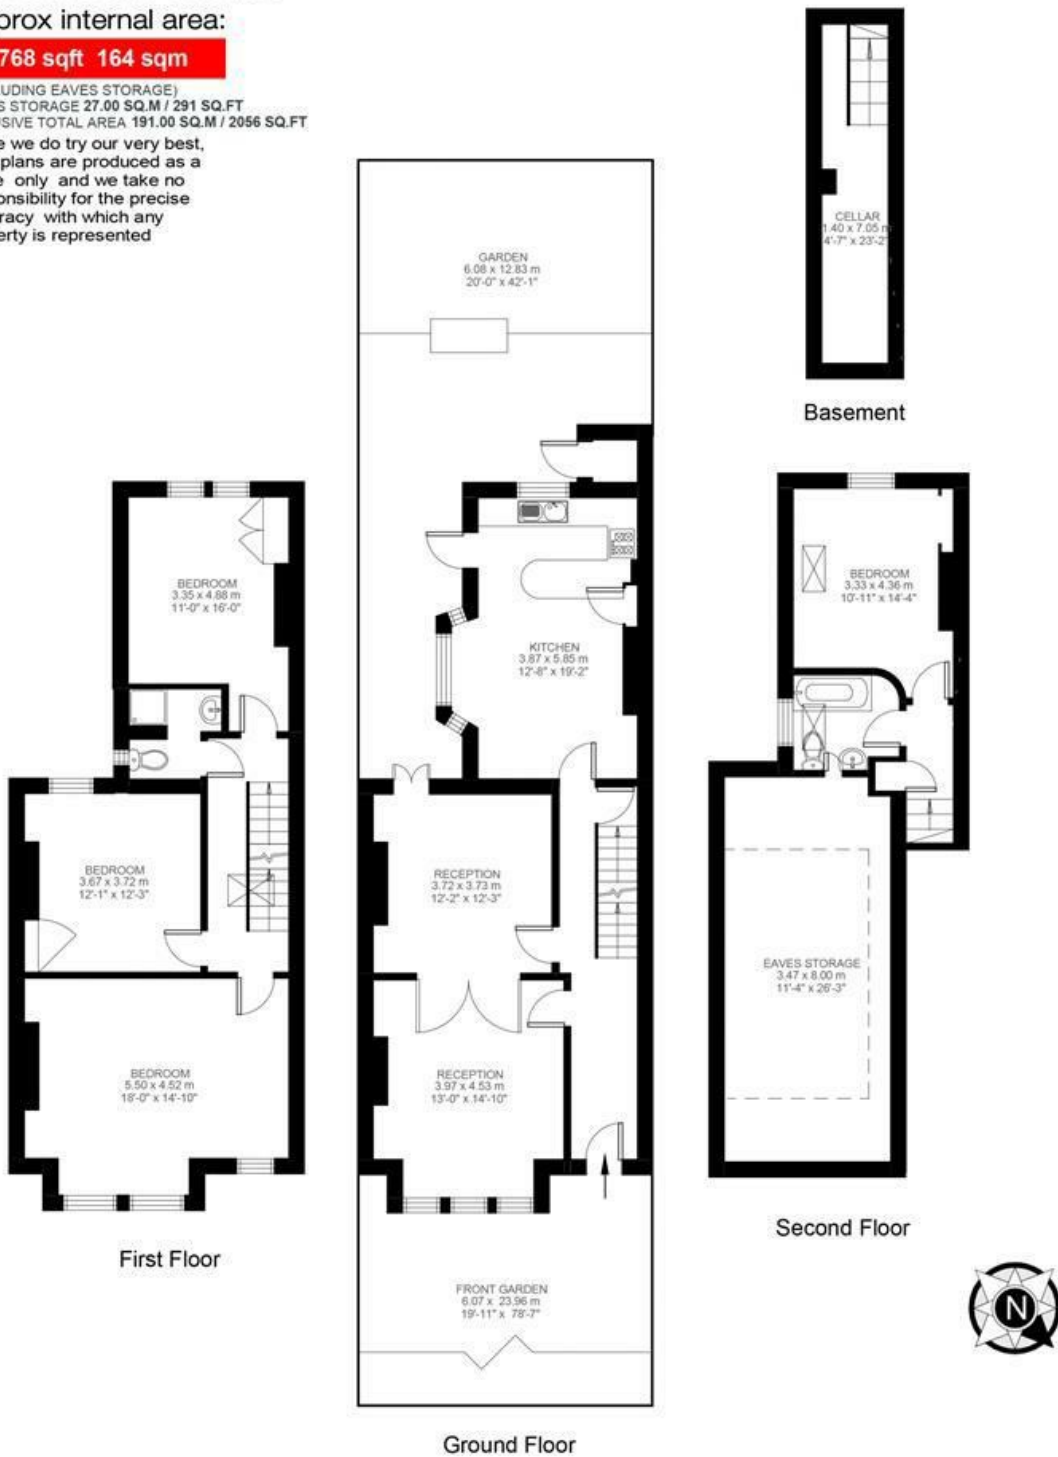 prox internal area:
768 sqft 164 sqm
UDING EAVES STORAGE)
S STORAGE 27.00 SQ.M / 291 SQ.FT
USIVE TOTAL AREA 191.00 SQ.M / 2056 SQ.FT
e we do try our very best,
plans are produced as a
e only and we take no
onsibility for the precise
racy with which any
erty is represented
CELLAR
1.40 x 7.05 m
4'-7" x 23'-2"
Basement
GARDEN
6.08 x 12.83 m
20'-0" x 42'-1"
KITCHEN
3.87 x 5.85 m
12'-8" x 19'-2"
RECEPTION
3.72 x 3.73 m
12'-2" x 12'-3"
RECEPTION
3.97 x 4.53 m
13'-0" x 14'-10"
FRONT GARDEN
6.07 x 23.96 m
19'-11" x 78'-7"
Ground Floor
BEDROOM
3.35 x 4.88 m
11'-0" x 16'-0"
BEDROOM
3.67 x 3.72 m
12'-1" x 12'-3"
BEDROOM
5.50 x 4.52 m
18'-0" x 14'-10"
First Floor
BEDROOM
3.33 x 4.36 m
10'-11" x 14'-4"
EAVES STORAGE
3.47 x 8.00 m
11'-4" x 26'-3"
Second Floor
N